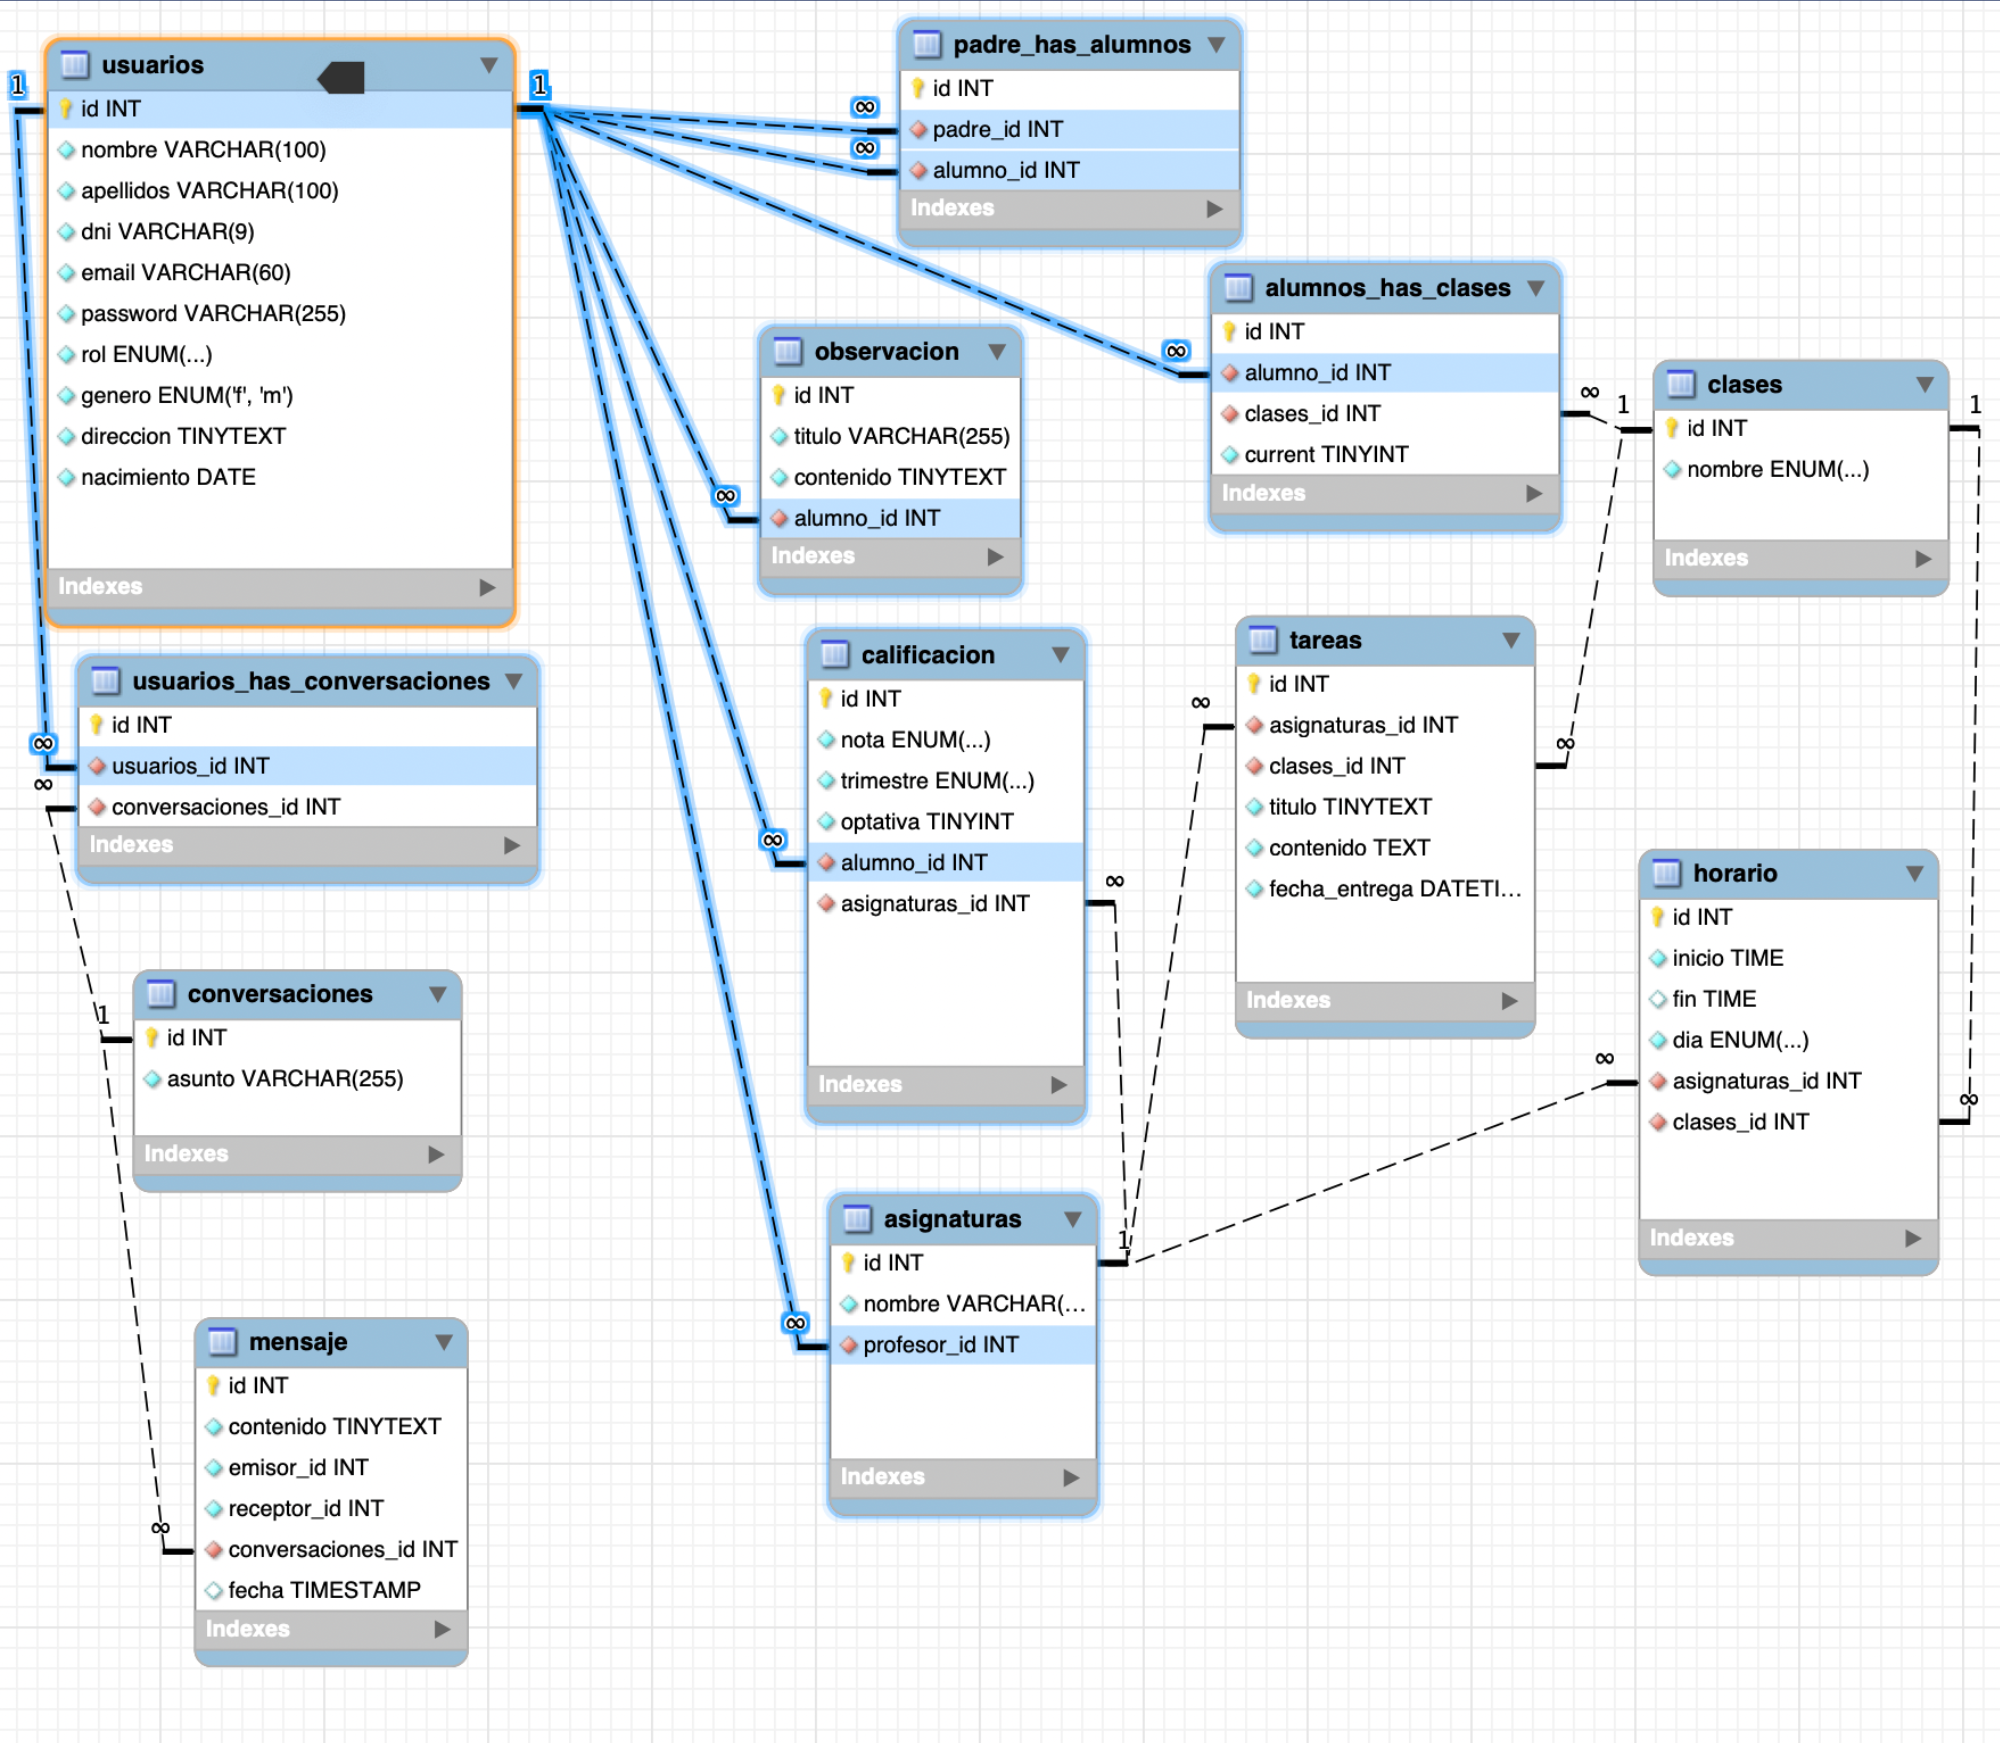 usuarios
id INT
nombre VARCHAR(100)
apellidos VARCHAR(100)
dni VARCHAR(9)
email VARCHAR(60)
password VARCHAR(255)
rol ENUM(...)
genero ENUM('f', 'm')
direccion TINYTEXT
nacimiento DATE
Indexes
1
1
padre_has_alumnos
id INT
padre_id INT
alumno_id INT
Indexes
∞
∞
alumnos_has_clases
id INT
alumno_id INT
clases_id INT
current TINYINT
Indexes
∞
∞
1
clases
id INT
nombre ENUM(...)
Indexes
1
observacion
id INT
titulo VARCHAR(255)
contenido TINYTEXT
alumno_id INT
Indexes
∞
usuarios_has_conversaciones
id INT
usuarios_id INT
conversaciones_id INT
Indexes
∞
∞
calificacion
id INT
nota ENUM(...)
trimestre ENUM(...)
optativa TINYINT
alumno_id INT
asignaturas_id INT
Indexes
∞
∞
tareas
id INT
asignaturas_id INT
clases_id INT
titulo TINYTEXT
contenido TEXT
fecha_entrega DATETI...
Indexes
∞
∞
horario
id INT
inicio TIME
fin TIME
dia ENUM(...)
asignaturas_id INT
clases_id INT
Indexes
∞
∞
conversaciones
id INT
asunto VARCHAR(255)
Indexes
1
asignaturas
id INT
nombre VARCHAR(...
profesor_id INT
Indexes
1
∞
mensaje
id INT
contenido TINYTEXT
emisor_id INT
receptor_id INT
conversaciones_id INT
fecha TIMESTAMP
Indexes
∞